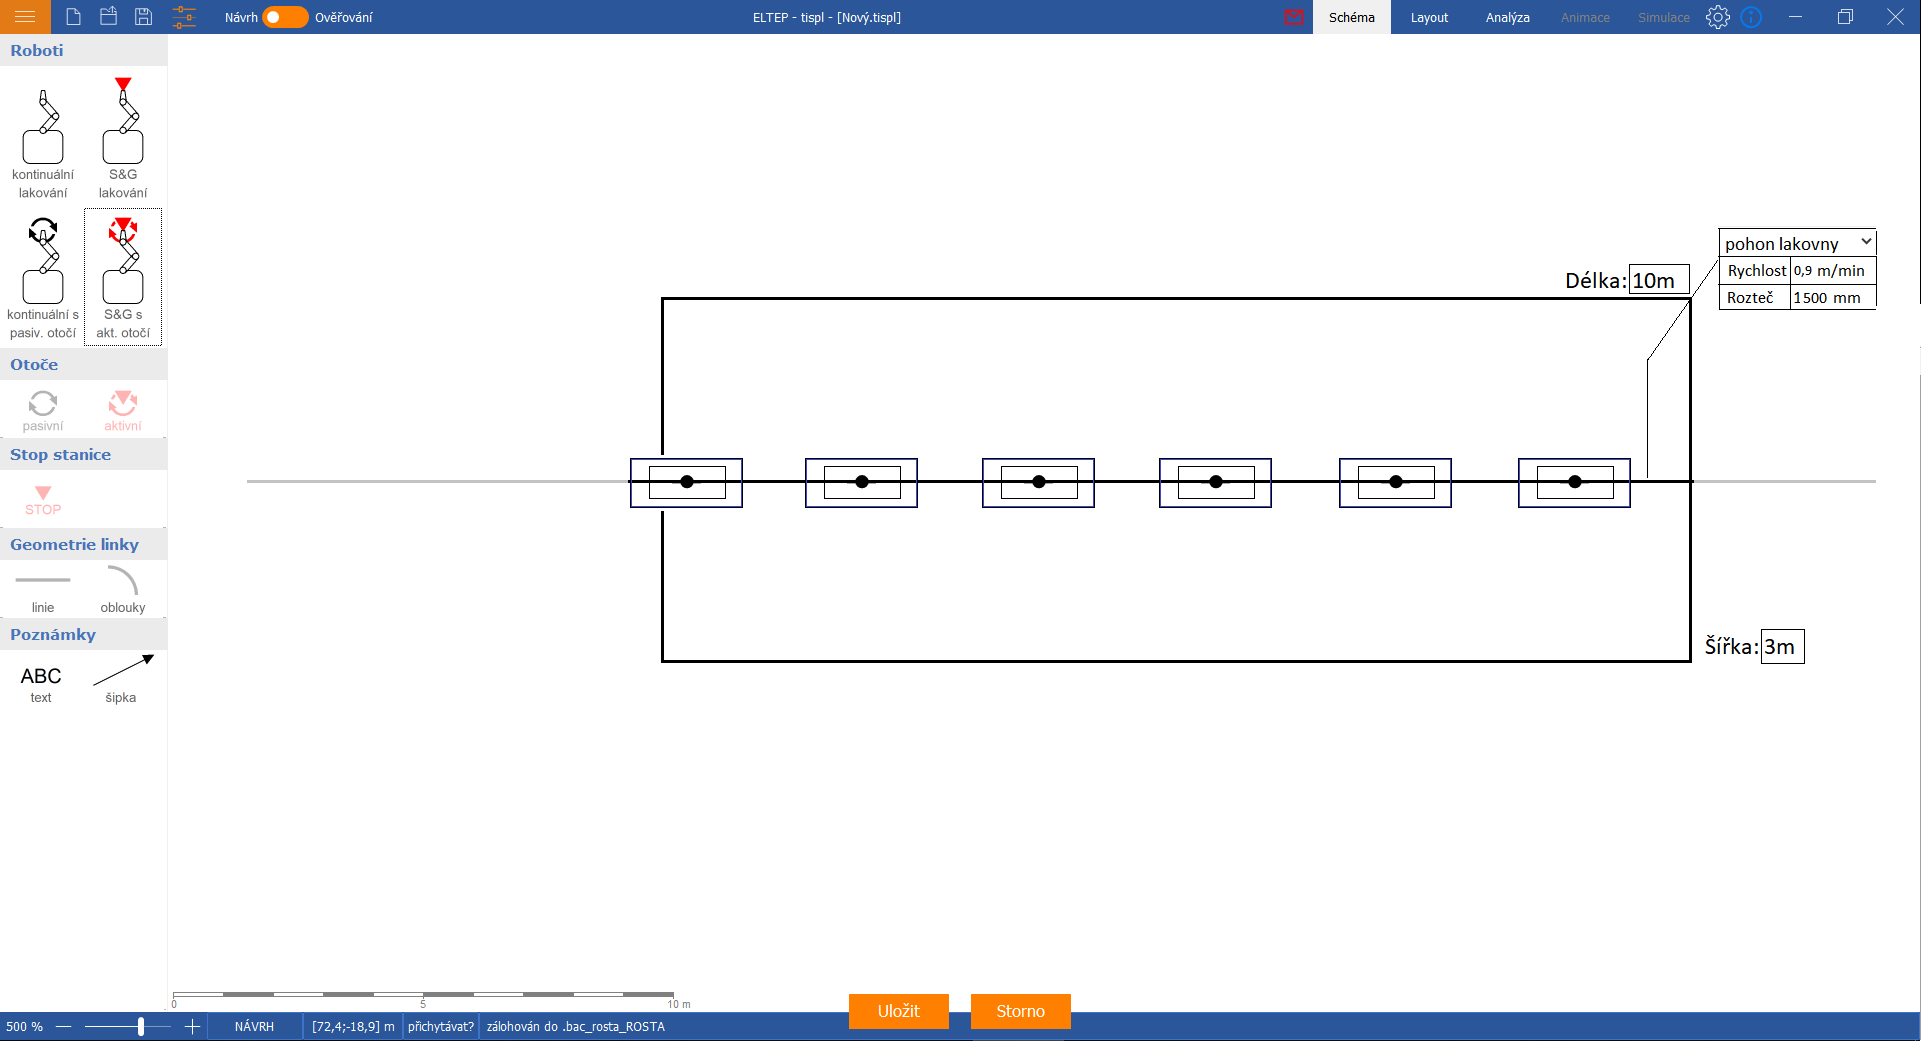 Návrh Ověřování ELTEP - tispl - [Nový.tispl] Schéma Layout Analýza Animace Simulace
Roboti
kontinuální lakování
S&G lakování
kontinuální s pasiv. otočí
S&G s akt. otočí
Otoče
pasivní aktivní
Stop stanice
STOP
Geometrie linky
linie oblouky
Poznámky
ABC
text šipka
pohon lakovny
Rychlost 0,9 m/min
Rozteč 1500 mm
Délka: 10m
Šířka: 3m
0 5 10 m
Uložit Storno
500 % NÁVRH [72,4;-18,9] m přichytávat? zálohován do .bac_rosta_ROSTA